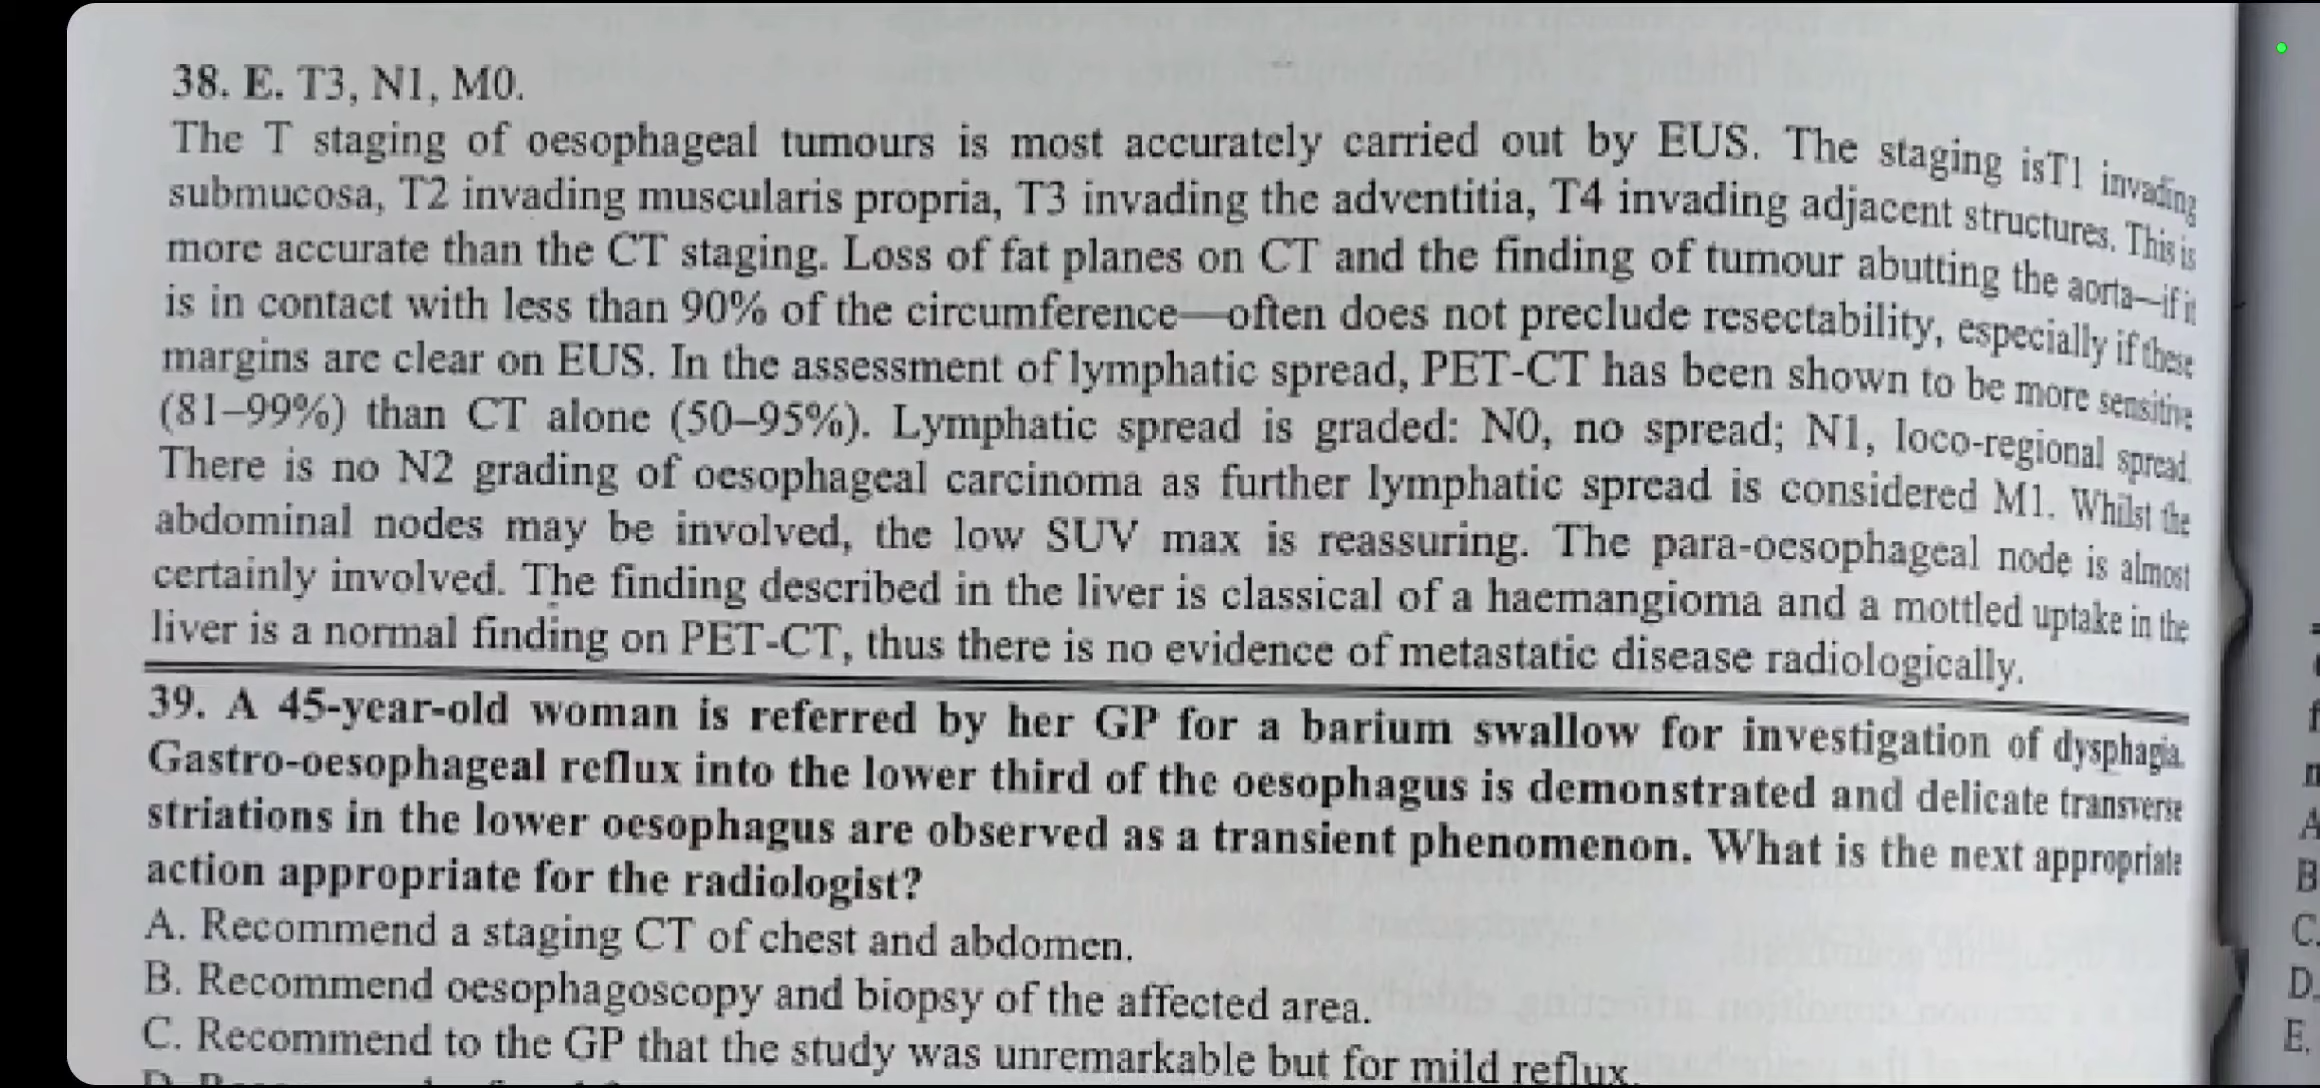 38. E. T3, N1, M0.
The T staging of oesophageal tumours is most accurately carried out by EUS. The staging isT1 invading
submucosa, T2 invading muscularis propria, T3 invading the adventitia, T4 invading adjacent structures. This is
more accurate than the CT staging. Loss of fat planes on CT and the finding of tumour abutting the aorta—if it
is in contact with less than 90% of the circumference—often does not preclude resectability, especially if these
margins are clear on EUS. In the assessment of lymphatic spread, PET-CT has been shown to be more sensitive
(81–99%) than CT alone (50–95%). Lymphatic spread is graded: N0, no spread; N1, loco-regional spread.
There is no N2 grading of oesophageal carcinoma as further lymphatic spread is considered M1. Whilst the
abdominal nodes may be involved, the low SUV max is reassuring. The para-oesophageal node is almost
certainly involved. The finding described in the liver is classical of a haemangioma and a mottled uptake in the
liver is a normal finding on PET-CT, thus there is no evidence of metastatic disease radiologically.
39. A 45-year-old woman is referred by her GP for a barium swallow for investigation of dysphagia.
Gastro-oesophageal reflux into the lower third of the oesophagus is demonstrated and delicate transverse
striations in the lower oesophagus are observed as a transient phenomenon. What is the next appropriate
action appropriate for the radiologist?
A. Recommend a staging CT of chest and abdomen.
B. Recommend oesophagoscopy and biopsy of the affected area.
C. Recommend to the GP that the study was unremarkable but for mild reflux.
A
B
C.
D.
E.